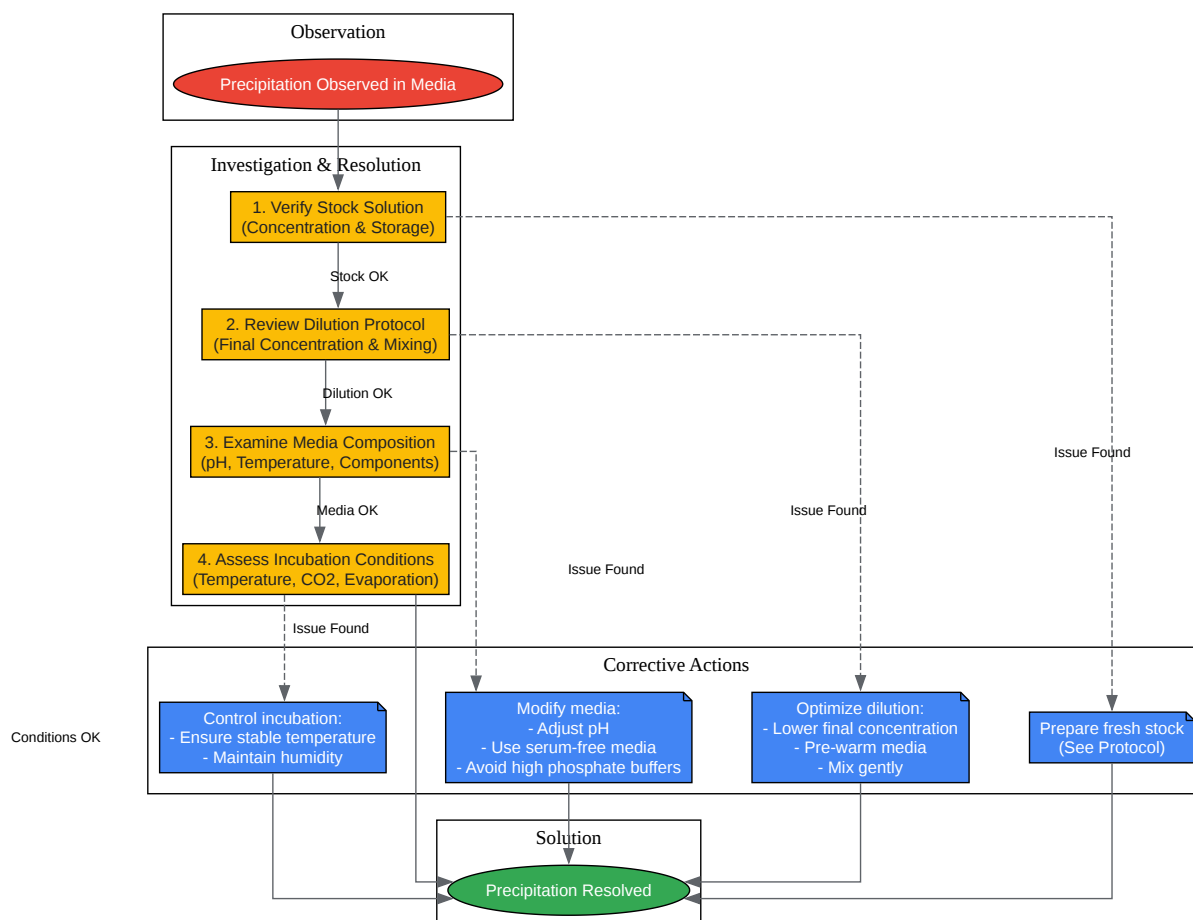 Observation
Precipitation Observed in Media
Investigation & Resolution
1. Verify Stock Solution
(Concentration & Storage)
Stock OK
2. Review Dilution Protocol
(Final Concentration & Mixing)
Dilution OK
3. Examine Media Composition
(pH, Temperature, Components)
Issue Found
Media OK
Issue Found
4. Assess Incubation Conditions
(Temperature, CO2, Evaporation)
Issue Found
Issue Found
Corrective Actions
Control incubation:
- Ensure stable temperature
- Maintain humidity
Modify media:
- Adjust pH
- Use serum-free media
- Avoid high phosphate buffers
Optimize dilution:
- Lower final concentration
- Pre-warm media
- Mix gently
Prepare fresh stock
(See Protocol)
Conditions OK
Solution
Precipitation Resolved